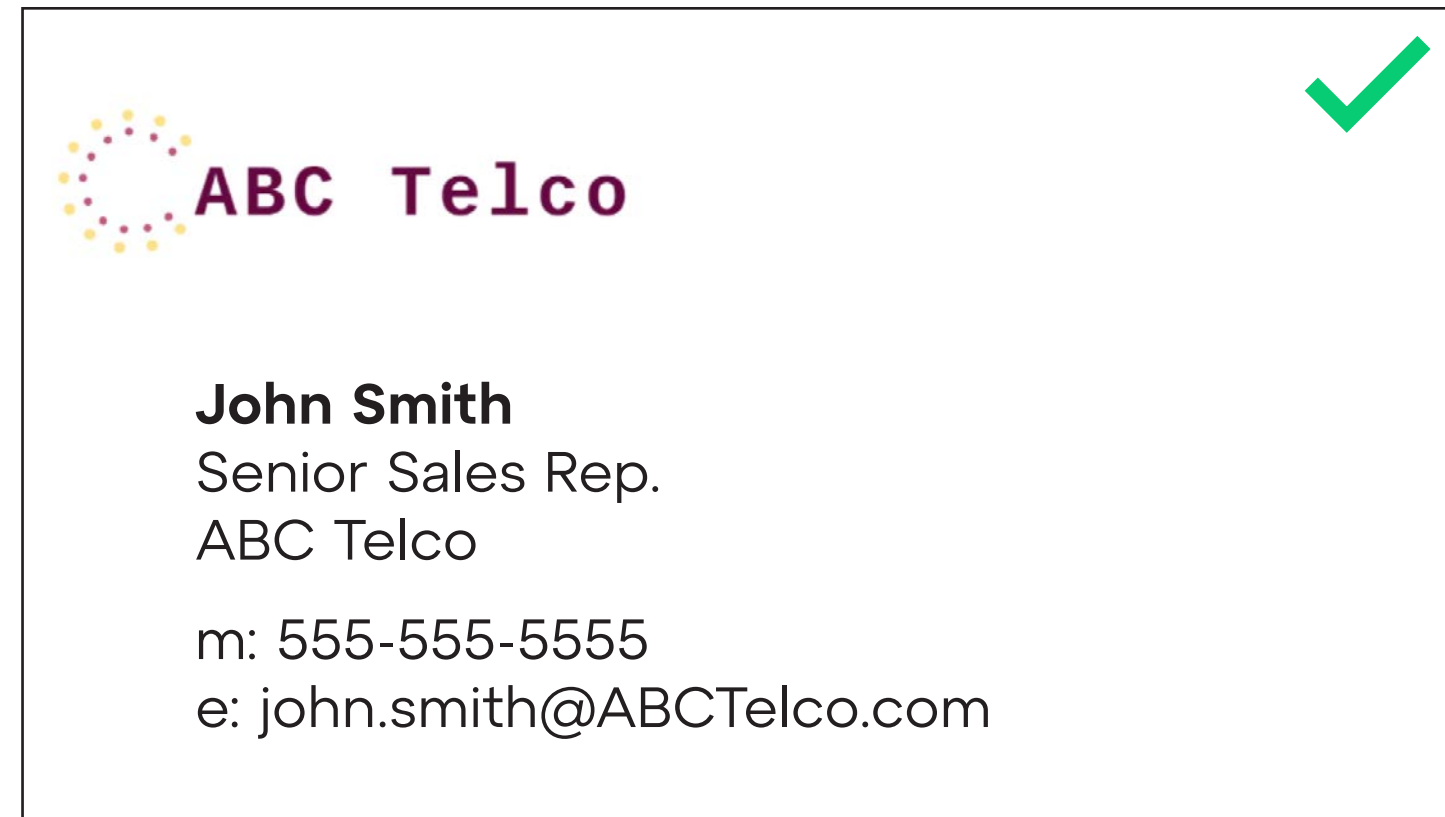 ABC Telco
John Smith
Senior Sales Rep.
ABC Telco
m: 555-555-5555
e: john.smith@ABCTelco.com